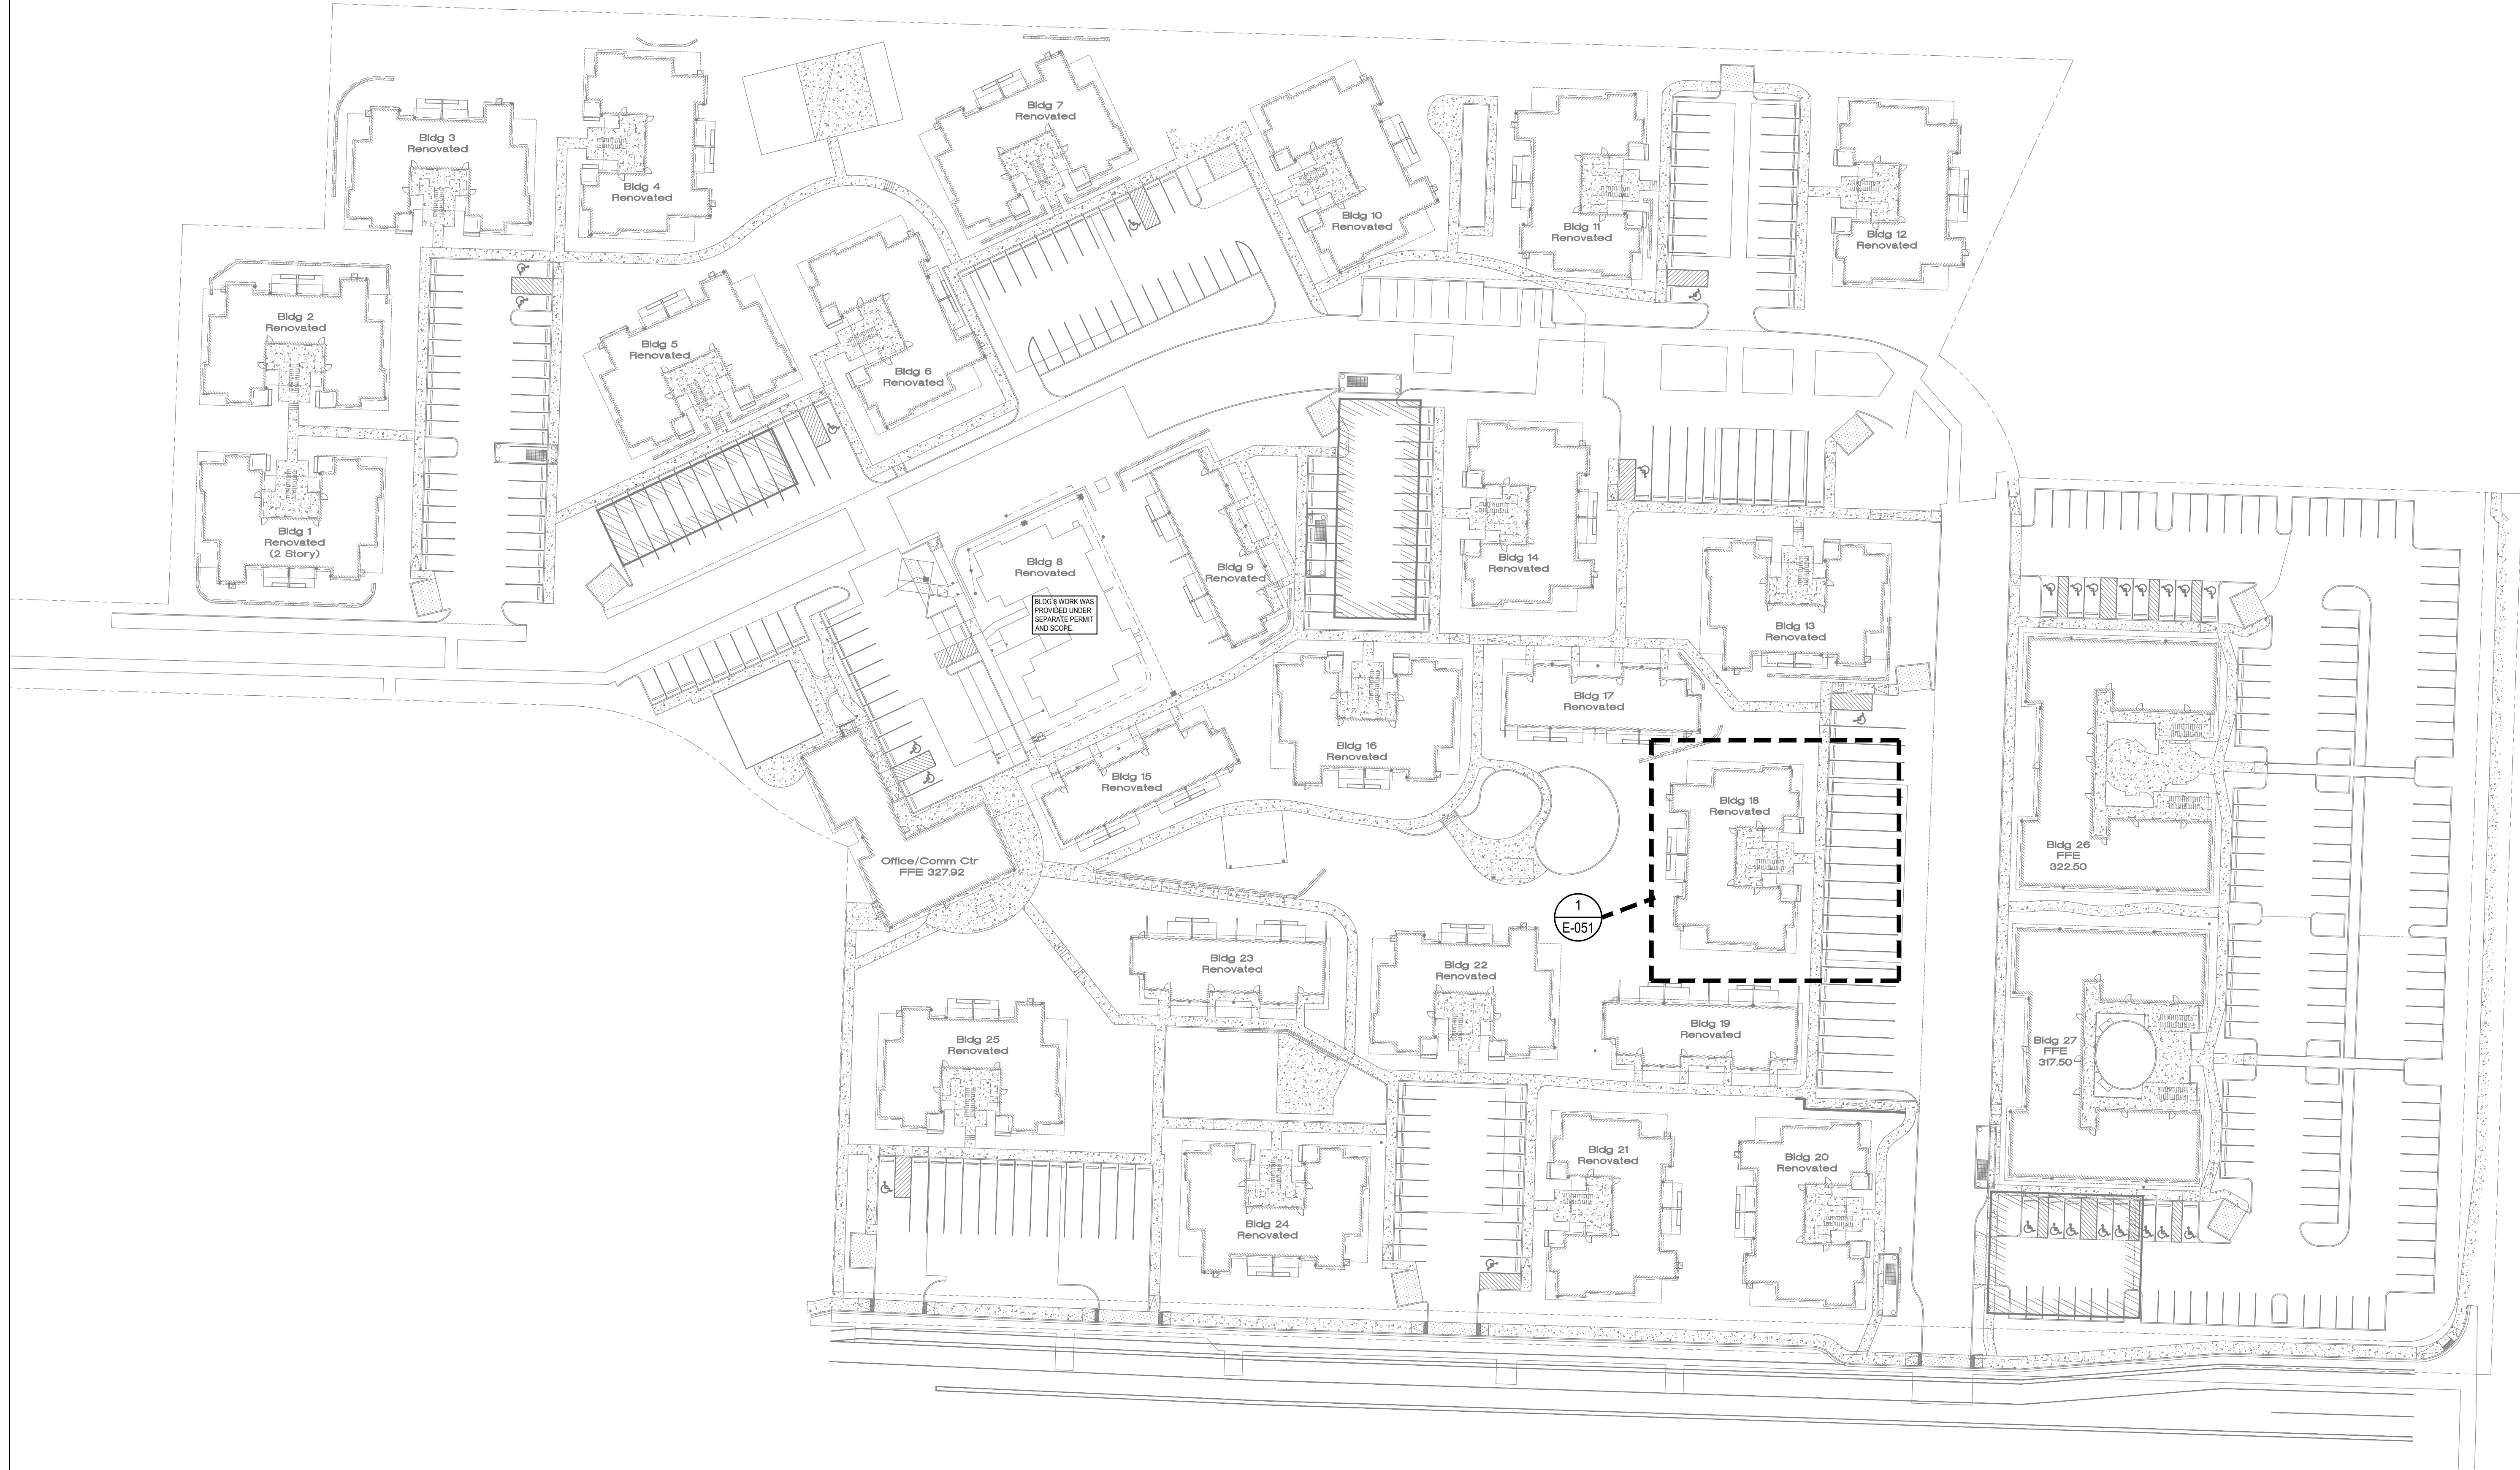 Bldg 3
Renovated
Bldg 4
Renovated
Bldg 7
Renovated
Bldg 10
Renovated
Bldg 11
Renovated
Bldg 12
Renovated
Bldg 2
Renovated
Bldg 5
Renovated
Bldg 6
Renovated
Bldg 1
Renovated
(2 Story)
Bldg 8
Renovated
BLDG 8 WORK WAS
PROVIDED UNDER
SEPARATE PERMIT
AND SCOPE.
Bldg 9
Renovated
Bldg 14
Renovated
Bldg 13
Renovated
Bldg 17
Renovated
Bldg 16
Renovated
Bldg 15
Renovated
Bldg 18
Renovated
Bldg 26
FFE
322.50
Office/Comm Ctr
FFE 327.92
1
E-051
Bldg 23
Renovated
Bldg 22
Renovated
Bldg 19
Renovated
Bldg 25
Renovated
Bldg 27
FFE
317.50
Bldg 21
Renovated
Bldg 20
Renovated
Bldg 24
Renovated